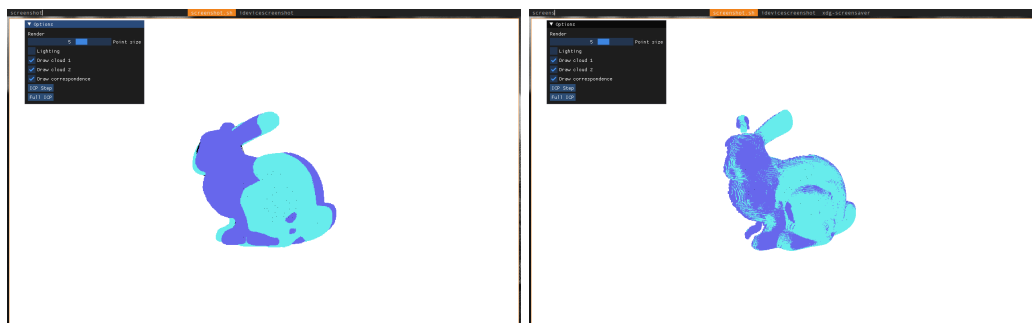 screenshot
screenshot.sh idevicescreenshot
Options
Render
5 Point size
Lighting
Draw cloud 1
Draw cloud 2
Draw correspondence
ICP Step
Full ICP
screens
screenshot.sh idevicescreenshot xdg-screensaver
Options
Render
5 Point size
Lighting
Draw cloud 1
Draw cloud 2
Draw correspondence
ICP Step
Full ICP